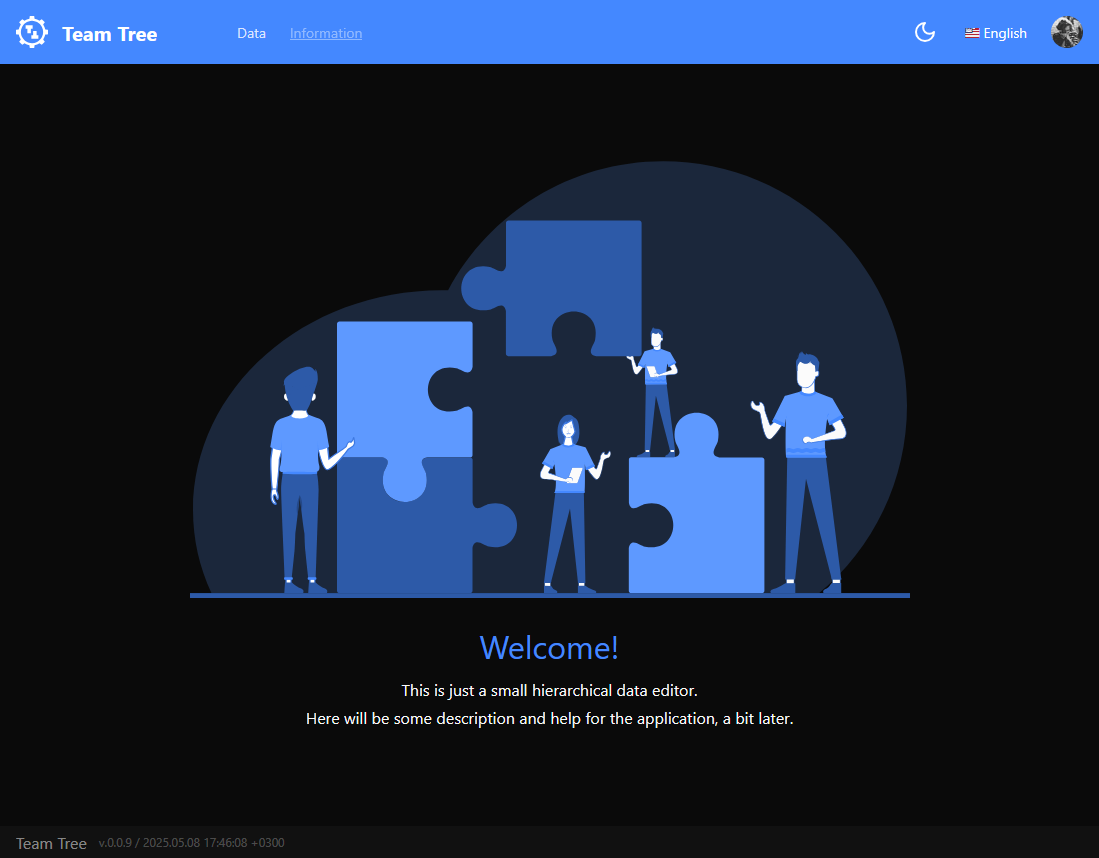 Team Tree
Data Information
English
Welcome!
This is just a small hierarchical data editor.
Here will be some description and help for the application, a bit later.
Team Tree v.0.0.9 / 2025.05.08 17:46:08 +0300